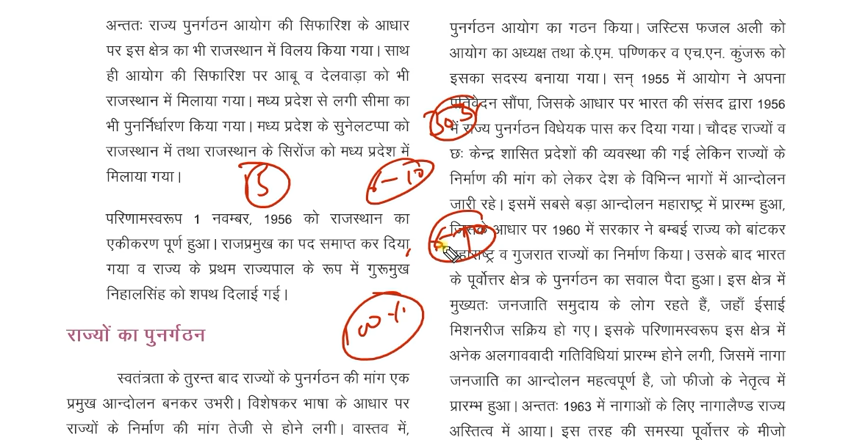 अन्ततः राज्य पुनर्गठन आयोग की सिफारिश के आधार
पर इस क्षेत्र का भी राजस्थान में विलय किया गया। साथ
ही आयोग की सिफारिश पर आबू व देलवाड़ा को भी
राजस्थान में मिलाया गया। मध्य प्रदेश से लगी सीमा का
भी पुनर्निर्धारण किया गया। मध्य प्रदेश के सुनेलटप्पा को
राजस्थान में तथा राजस्थान के सिरोंज को मध्य प्रदेश में
मिलाया गया।
परिणामस्वरूप 1 नवम्बर, 1956 को राजस्थान का
एकीकरण पूर्ण हुआ। राजप्रमुख का पद समाप्त कर दिया
गया व राज्य के प्रथम राज्यपाल के रूप में गुरूमुख
निहालसिंह को शपथ दिलाई गई।
100 %
राज्यों का पुनर्गठन
स्वतंत्रता के तुरन्त बाद राज्यों के पुनर्गठन की मांग एक
प्रमुख आन्दोलन बनकर उभरी। विशेषकर भाषा के आधार पर
राज्यों के निर्माण की मांग तेजी से होने लगी। वास्तव में,
पुनर्गठन आयोग का गठन किया। जस्टिस फजल अली को
आयोग का अध्यक्ष तथा के.एम. पण्णिकर व एच.एन. कुंजरू को
इसका सदस्य बनाया गया। सन् 1955 में आयोग ने अपना
प्रतिवेदन सौंपा, जिसके आधार पर भारत की संसद द्वारा 1956
में राज्य पुनर्गठन विधेयक पास कर दिया गया। चौदह राज्यों व
छः केन्द्र शासित प्रदेशों की व्यवस्था की गई लेकिन राज्यों के
निर्माण की मांग को लेकर देश के विभिन्न भागों में आन्दोलन
जारी रहे। इसमें सबसे बड़ा आन्दोलन महाराष्ट्र में प्रारम्भ हुआ,
जिसके आधार पर 1960 में सरकार ने बम्बई राज्य को बांटकर
महाराष्ट्र व गुजरात राज्यों का निर्माण किया। उसके बाद भारत
के पूर्वोत्तर क्षेत्र के पुनर्गठन का सवाल पैदा हुआ। इस क्षेत्र में
मुख्यतः जनजाति समुदाय के लोग रहते हैं, जहाँ ईसाई
मिशनरीज सक्रिय हो गए। इसके परिणामस्वरूप इस क्षेत्र में
अनेक अलगाववादी गतिविधियां प्रारम्भ होने लगी, जिसमें नागा
जनजाति का आन्दोलन महत्वपूर्ण है, जो फीजो के नेतृत्व में
प्रारम्भ हुआ। अन्ततः 1963 में नागाओं के लिए नागालैण्ड राज्य
अस्तित्व में आया। इस तरह की समस्या पूर्वोत्तर के मीजो